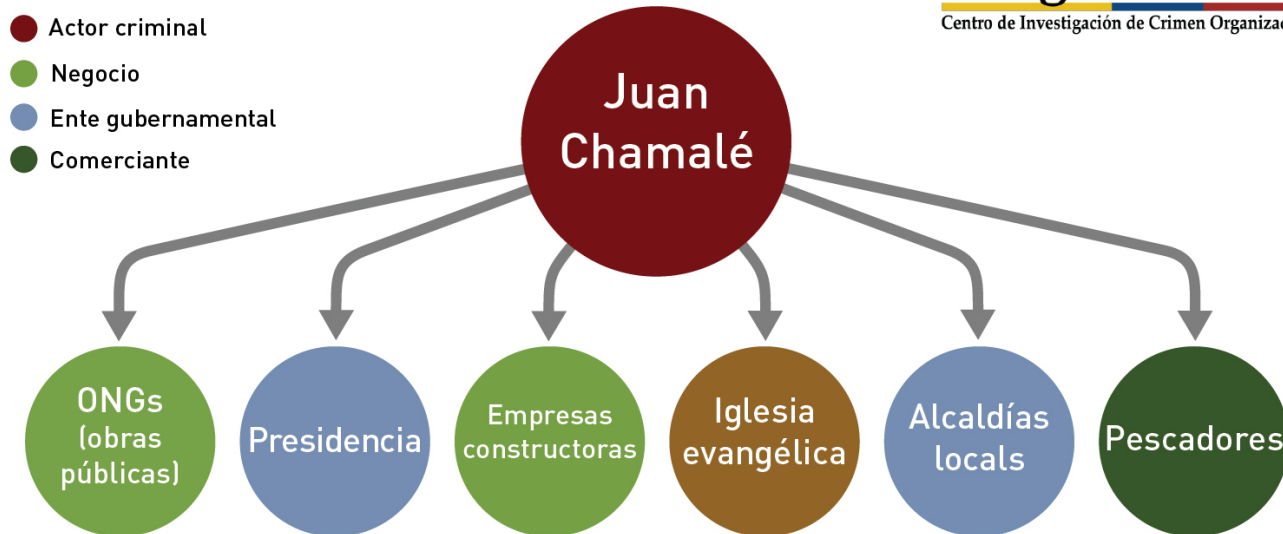 Actor criminal
Negocio
Ente gubernamental
Comerciante
Centro de Investigación de Crimen
Juan
Chamalé
ONGs
(obras
públicas)
Presidencia
Empresas
constructoras
Iglesia
evangélica
Alcaldías
locals
Pescadores